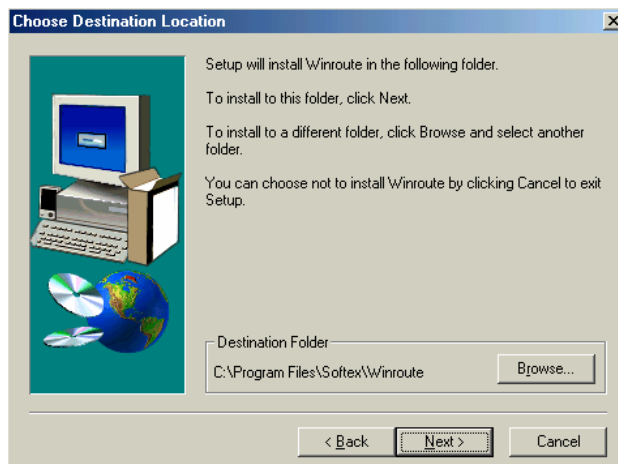 Choose Destination Location
Setup will install Winroute in the following folder.
To install to this folder, click Next.
To install to a different folder, click Browse and select another
folder.
You can choose not to install Winroute by clicking Cancel to exit
Setup.
Destination Folder
C:\Program Files\Softex\Winroute
Browse...
< Back
Next >
Cancel